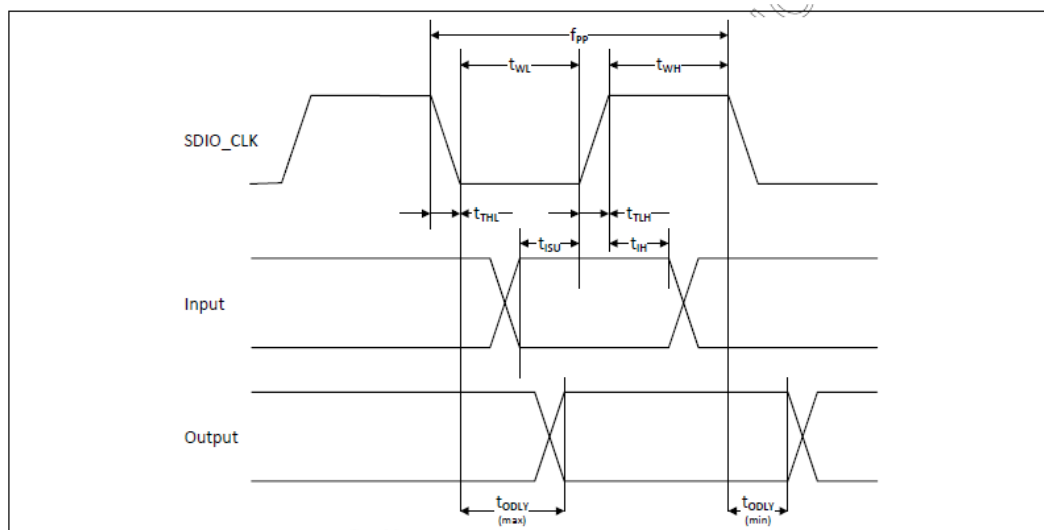 fPP
tWL
tWH
SDIO_CLK
tTHL
tTLH
tISU
tIH
Input
Output
tODLY
(max)
tODLY
(min)